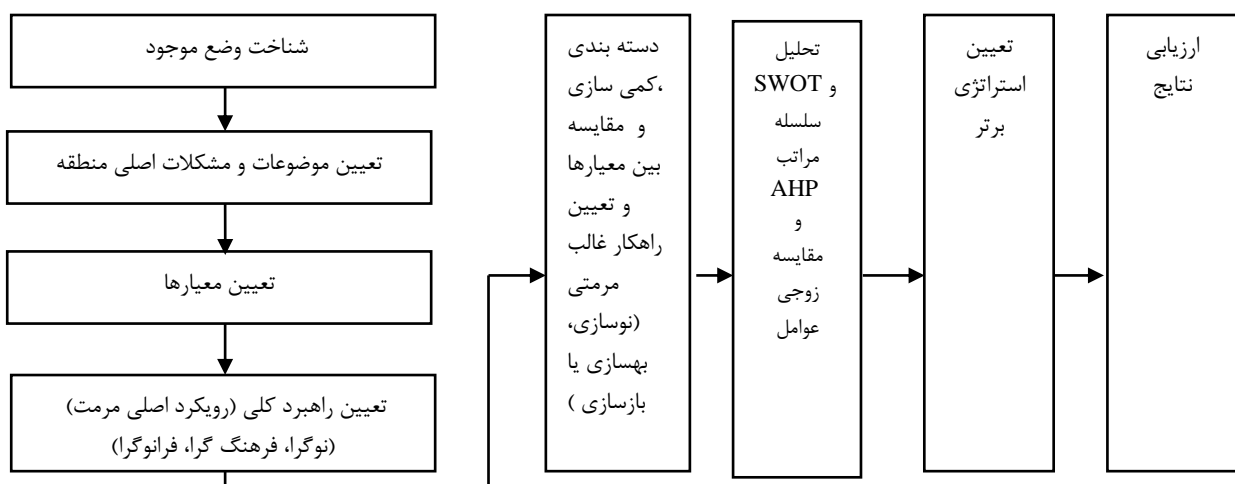 شناخت وضع موجود
تعیین موضوعات و مشکلات اصلی منطقه
تعیین معیارها
تعیین راهبرد کلی (رویکرد اصلی مرمت)
(نوگرا، فرهنگ گرا، فرانوگرا)
دسته بندی
،کمی سازی
و مقایسه
بین معیارها
و تعیین
راهکار غالب
مرمتی
(نوسازی،
بهسازی یا
بازسازی )
تحلیل
SWOT و
سلسله
مراتب
AHP
و
مقایسه
زوجی
عوامل
تعیین
استراتژی
برتر
ارزیابی
نتایج